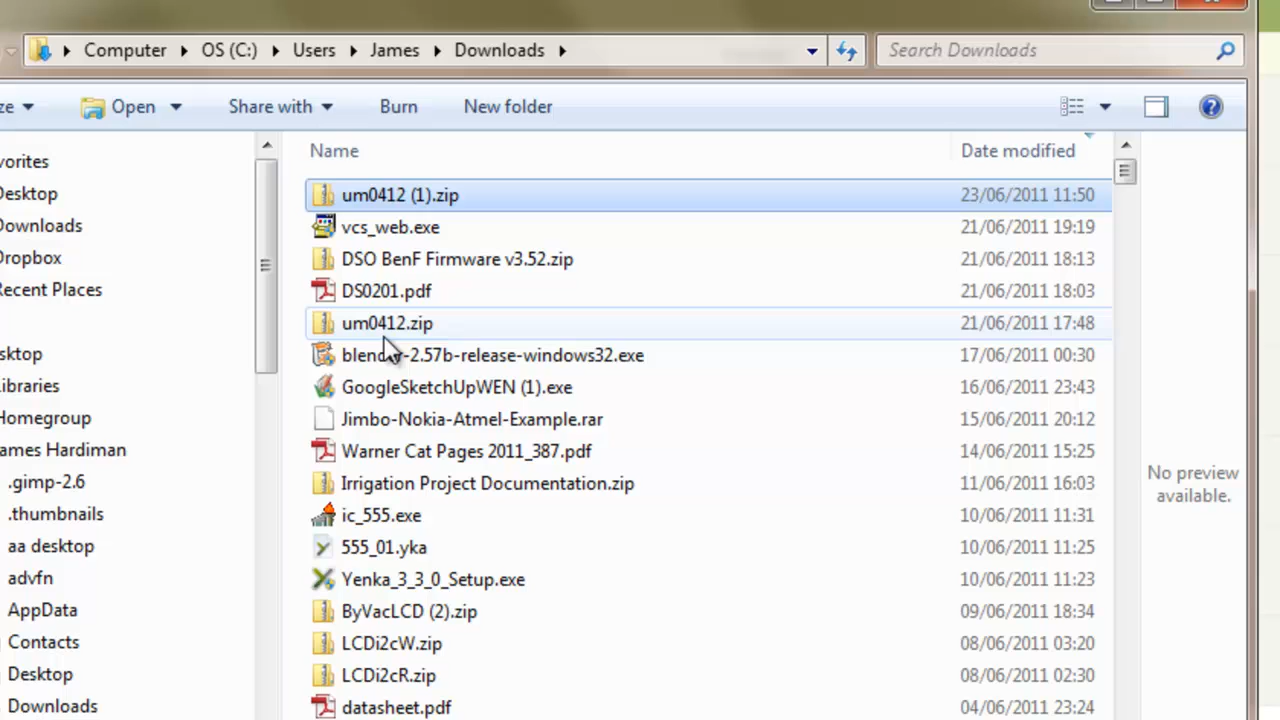 Computer OS (C:) Users James Downloads Search Downloads
ze Open Share with Burn New folder
vorites
Desktop
Downloads
Dropbox
Recent Places
sktop
ibraries
Homegroup
ames Hardiman
.gimp-2.6
.thumbnails
aa desktop
advfn
AppData
Contacts
Desktop
Downloads
Name Date modified
um0412 (1).zip 23/06/2011 11:50
vcs_web.exe 21/06/2011 19:19
DSO BenF Firmware v3.52.zip 21/06/2011 18:13
DS0201.pdf 21/06/2011 18:03
um0412.zip 21/06/2011 17:48
blender-2.57b-release-windows32.exe 17/06/2011 00:30
GoogleSketchUpWEN (1).exe 16/06/2011 23:43
Jimbo-Nokia-Atmel-Example.rar 15/06/2011 20:12
Warner Cat Pages 2011_387.pdf 14/06/2011 15:25
Irrigation Project Documentation.zip 11/06/2011 16:03
ic_555.exe 10/06/2011 11:31
555_01.yka 10/06/2011 11:25
Yenka_3_3_0_Setup.exe 10/06/2011 11:23
ByVacLCD (2).zip 09/06/2011 18:34
LCDi2cW.zip 08/06/2011 03:20
LCDi2cR.zip 08/06/2011 02:30
datasheet.pdf 04/06/2011 23:24
No preview
available.